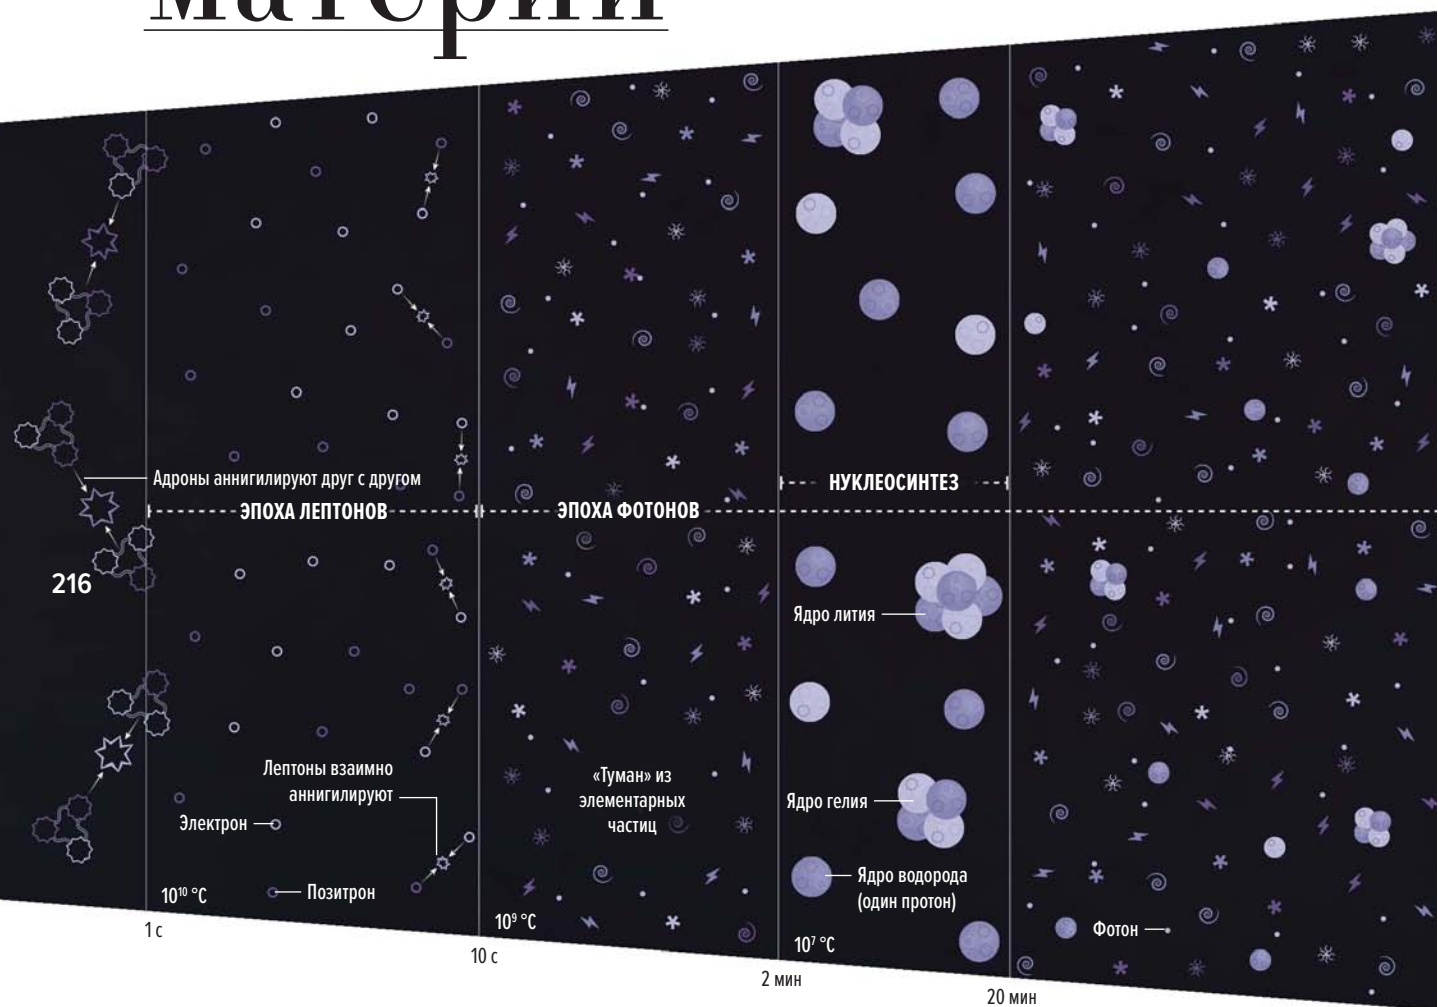 материи
Адроны аннигилируют друг с другом
ЭПОХА ЛЕПТОНОВ
ЭПОХА ФОТОНОВ
НУКЛЕОСИНТЕЗ
216
Ядро лития
Лептоны взаимно
аннигилируют
«Туман» из
элементарных
частиц
Ядро гелия
Электрон
Ядро водорода
(один протон)
Позитрон
Фотон
10¹⁰ °C
10⁹ °C
10⁷ °C
1 с
10 с
2 мин
20 мин